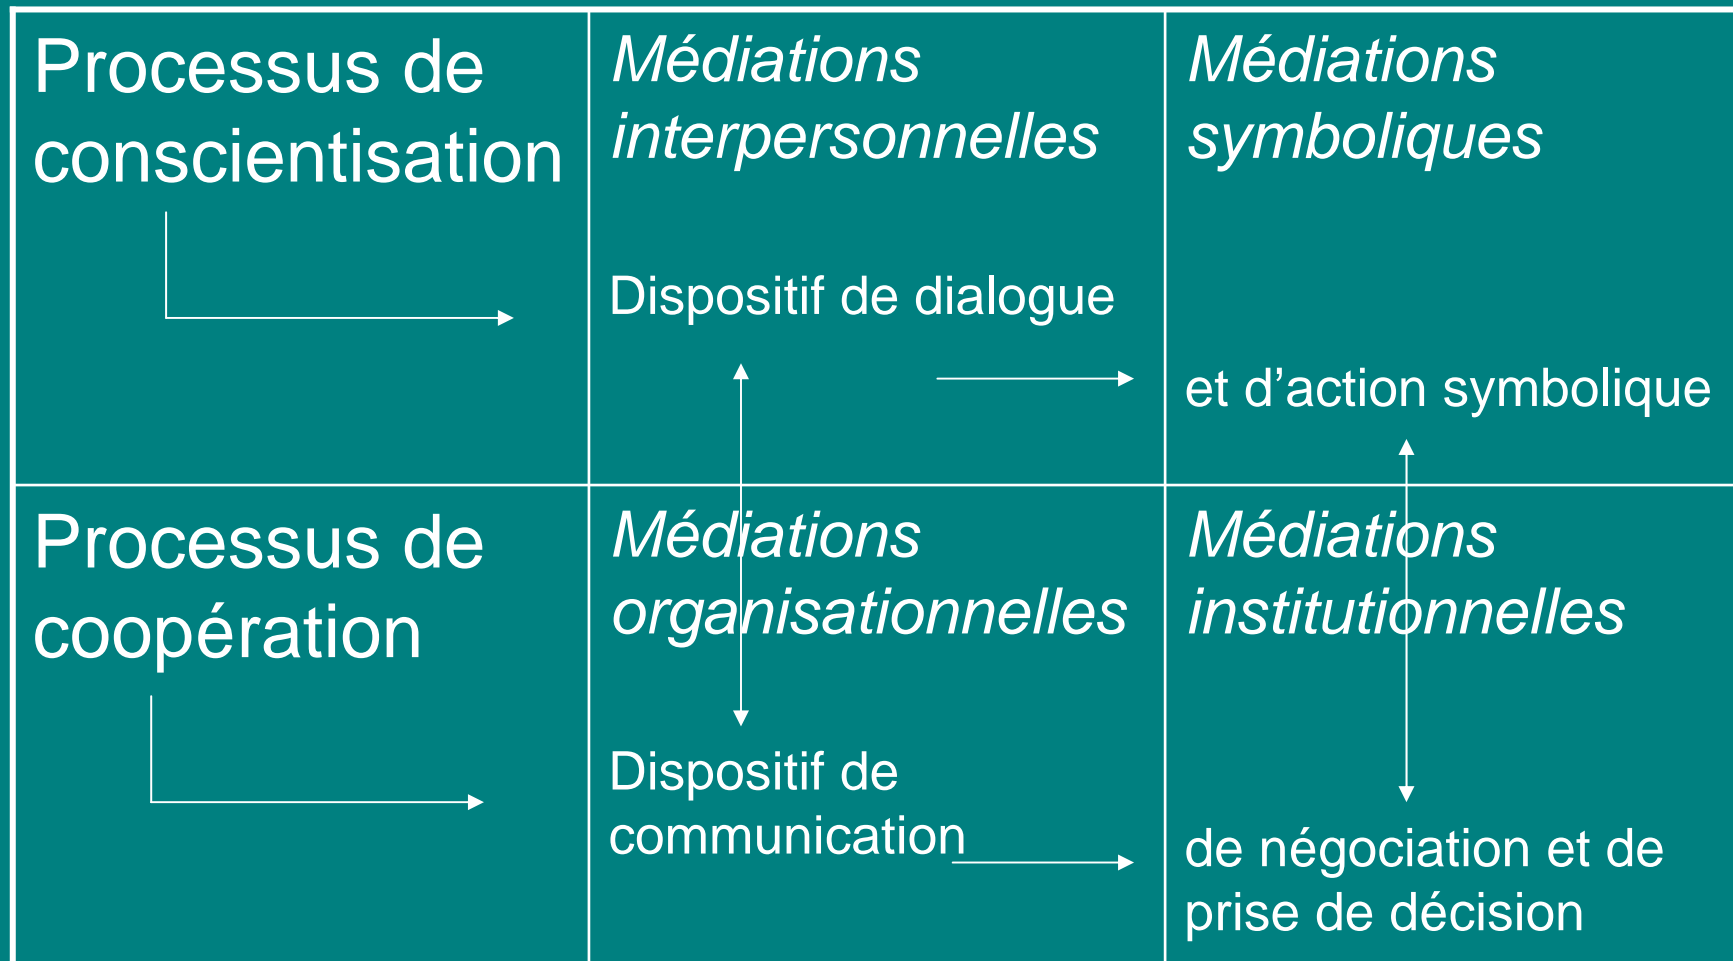 Processus de
conscientisation
Médiations
interpersonnelles
Dispositif de dialogue
Médiations
symboliques
et d’action symbolique
Processus de
coopération
Médiations
organisationnelles
Dispositif de
communication
Médiations
institutionnelles
de négociation et de
prise de décision